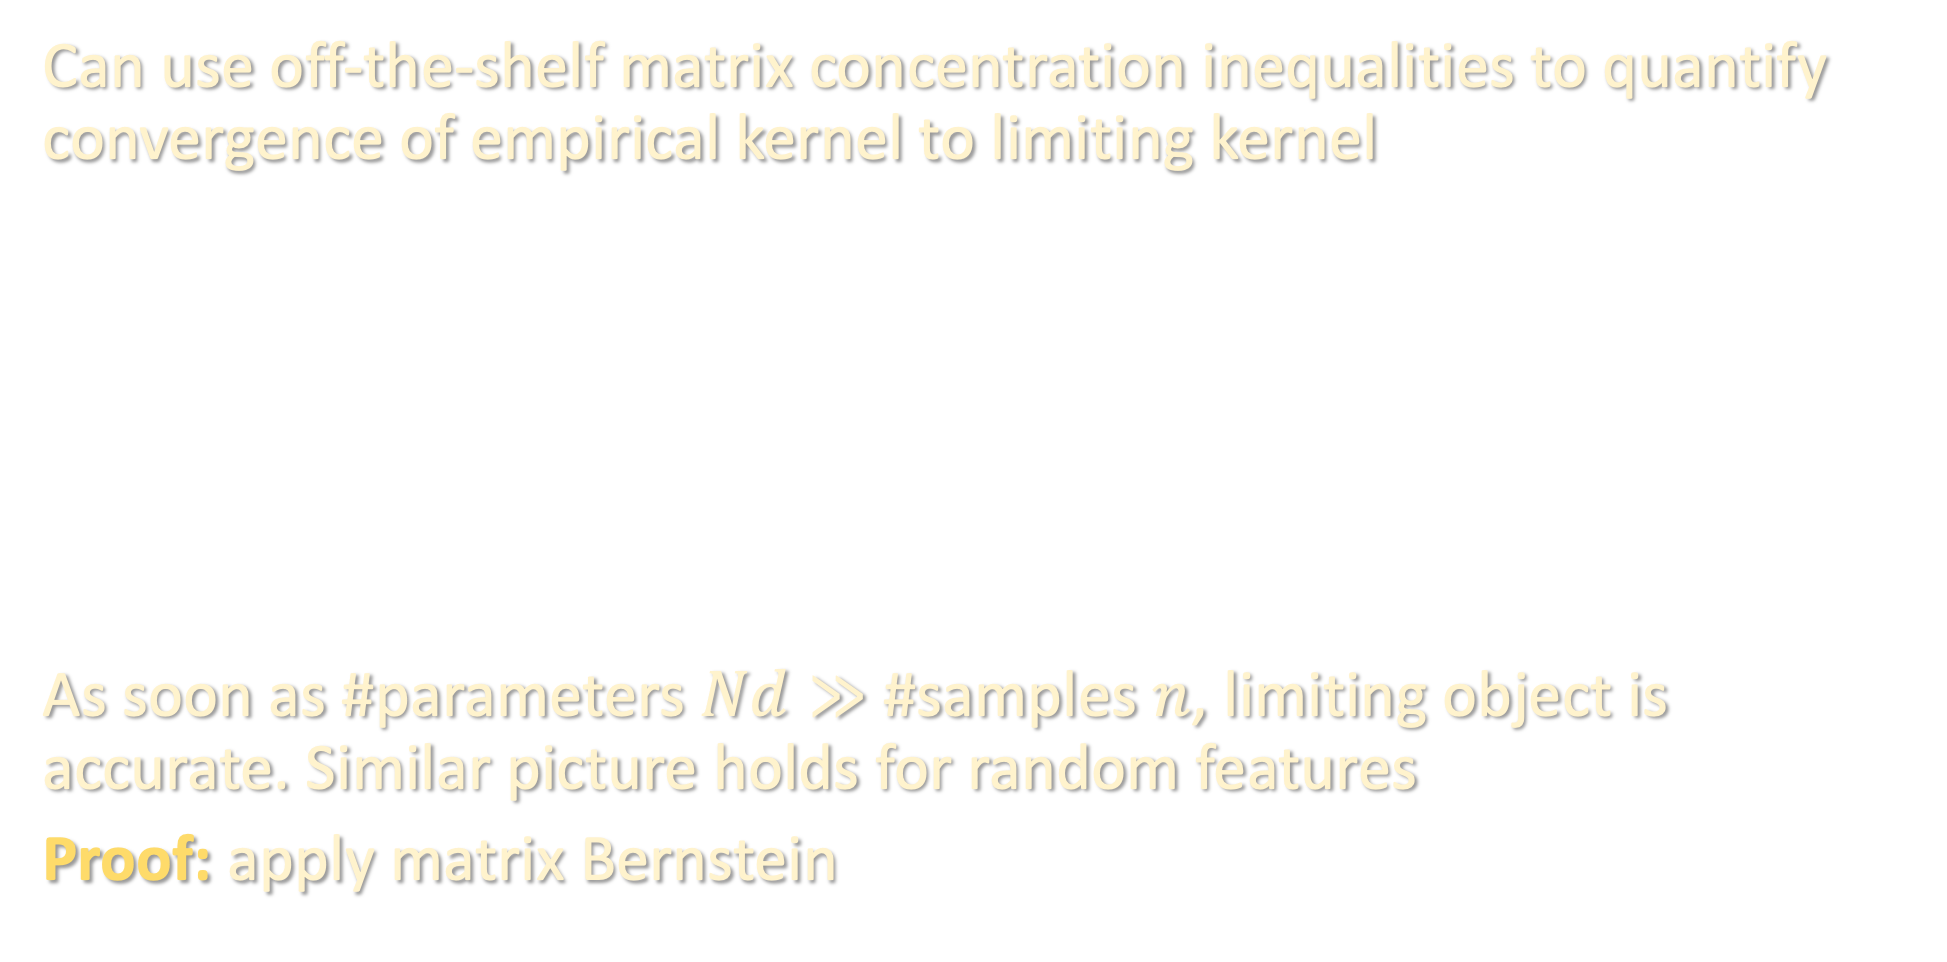 Can use off-the-shelf matrix concentration inequalities to quantify
convergence of empirical kernel to limiting kernel
As soon as #parameters Nd ≫ #samples n, limiting object is
accurate. Similar picture holds for random features
Proof: apply matrix Bernstein